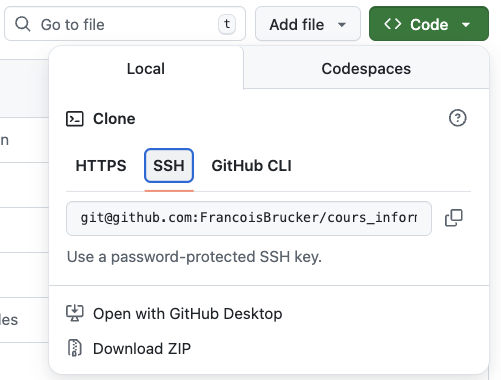 Go to file t Add file Code
Local Codespaces
n
Clone
HTTPS SSH GitHub CLI
git@github.com:FrancoisBrucker/cours_inform
Use a password-protected SSH key.
Open with GitHub Desktop
les
Download ZIP